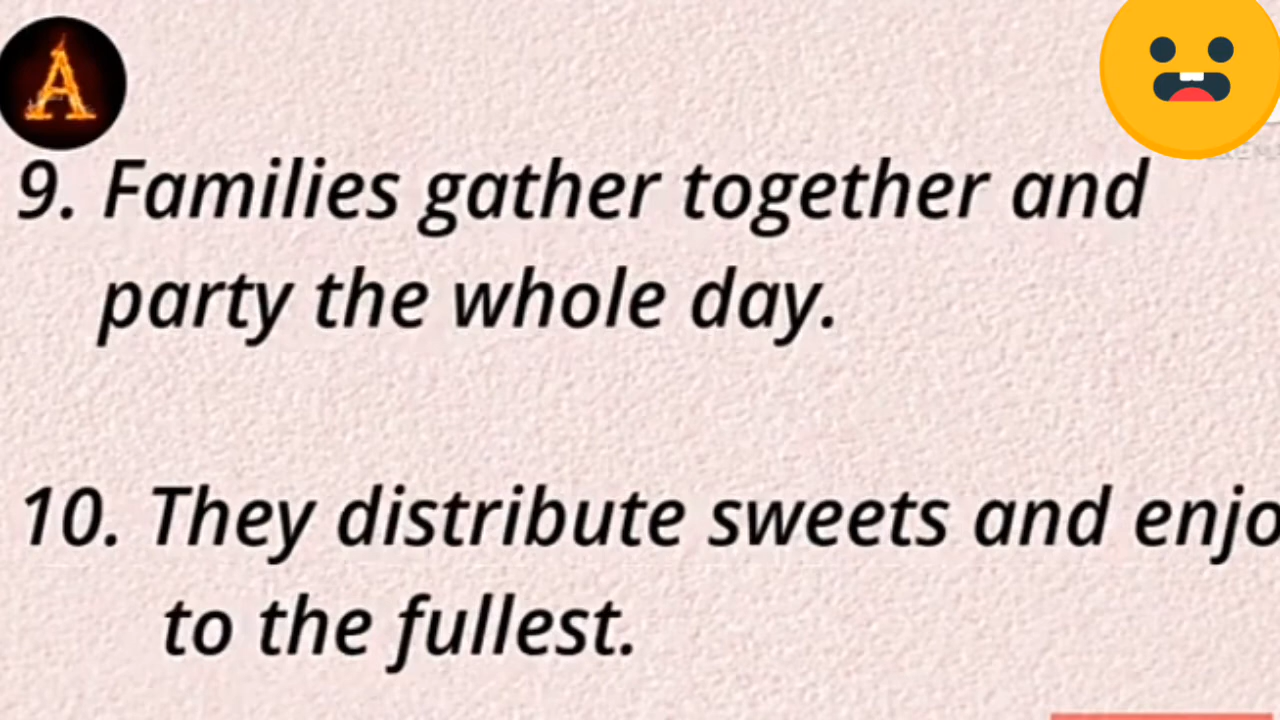 A
9. Families gather together and
party the whole day.
10. They distribute sweets and enjo
to the fullest.